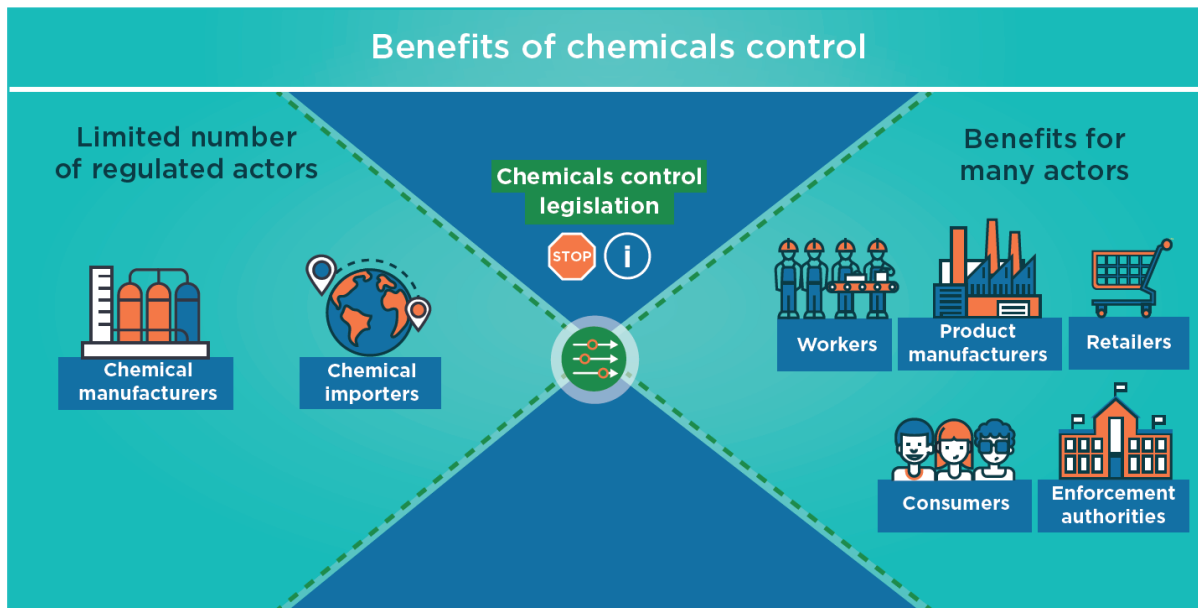 Benefits of chemicals control
Limited number
of regulated actors
Chemicals control
legislation
STOP
i
Benefits for
many actors
Chemical
manufacturers
Chemical
importers
Workers
Product
manufacturers
Retailers
Consumers
Enforcement
authorities